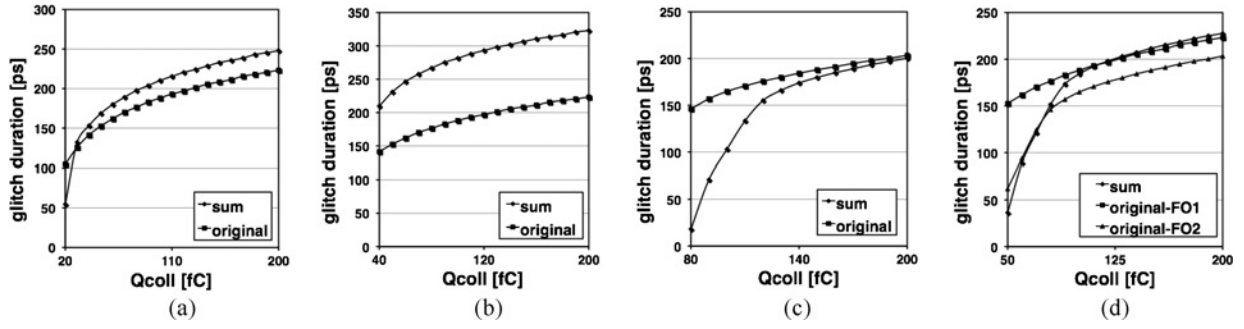 glitch duration [ps]
300
250
200
150
100
50
0
sum
original
20
110
200
Qcoll [fC]
(a)
glitch duration [ps]
350
300
250
200
150
100
50
0
sum
original
40
120
200
Qcoll [fC]
(b)
glitch duration [ps]
250
200
150
100
50
0
sum
original
80
140
200
Qcoll [fC]
(c)
glitch duration [ps]
250
200
150
100
50
0
sum
original-FO1
original-FO2
50
125
200
Qcoll [fC]
(d)